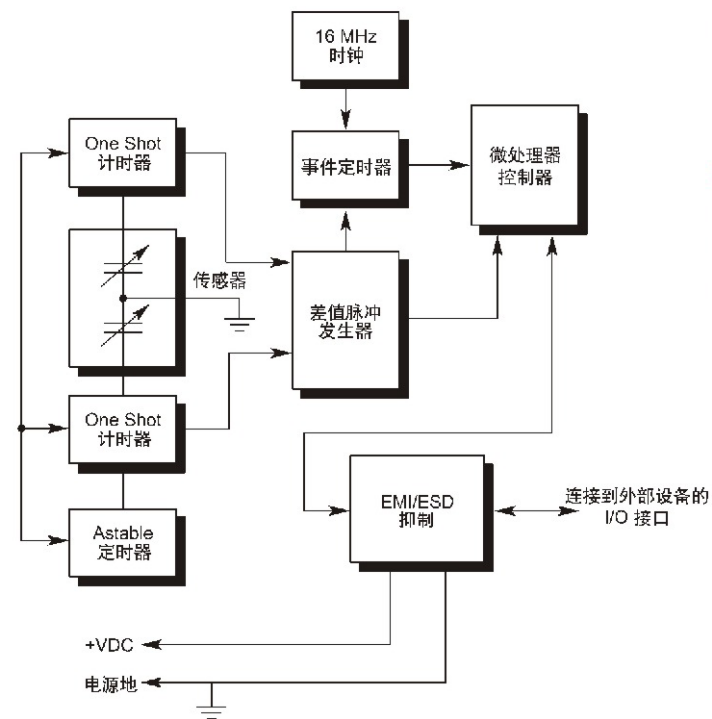 16 MHz
时钟
One Shot
计时器
事件定时器
微处理器
控制器
传感器
差值脉冲
发生器
One Shot
计时器
EMI/ESD
抑制
连接到外部设备的
I/O 接口
Astable
定时器
+VDC
电源地